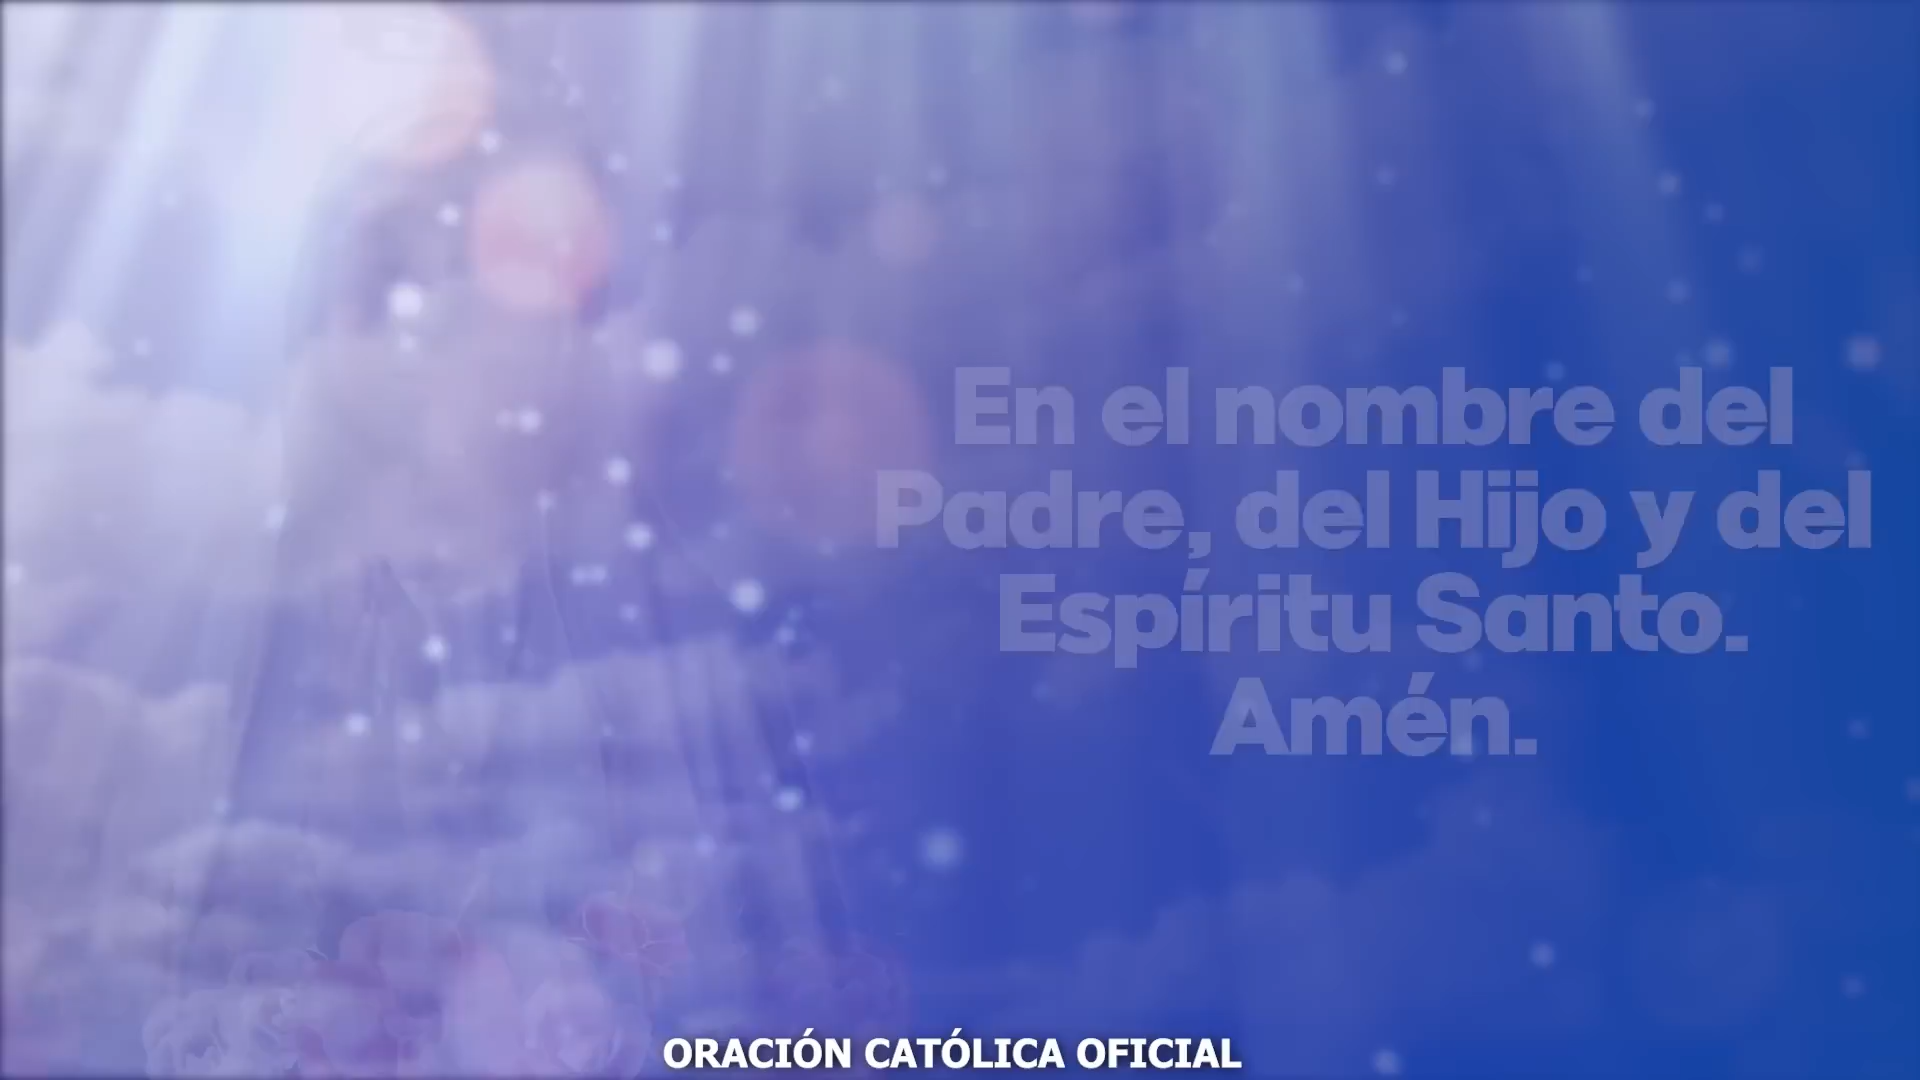 En el nombre del
Padre, del Hijo y del
Espíritu Santo.
Amén.
ORACIÓN CATÓLICA OFICIAL